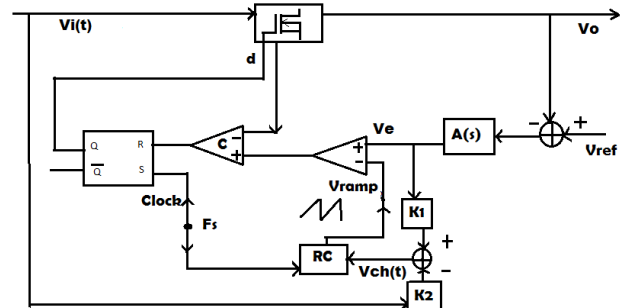 Vi(t)
Vo
d
Ve
A(s)
−
+
Vref
Q
R
C
−
+
+
−
Q
S
Vramp
Clock
K1
Fs
RC
Vch(t)
+
−
K2